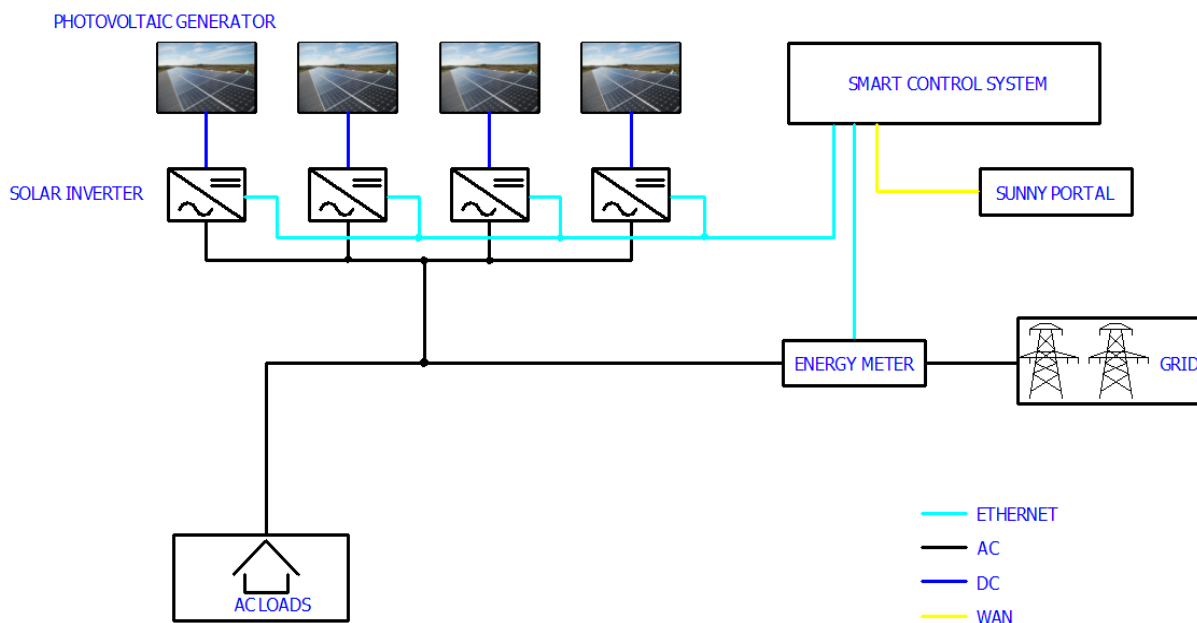 PHOTOVOLTAIC GENERATOR
SMART CONTROL SYSTEM
SOLAR INVERTER
SUNNY PORTAL
ENERGY METER
GRID
ETHERNET
AC
DC
WAN
AC LOADS